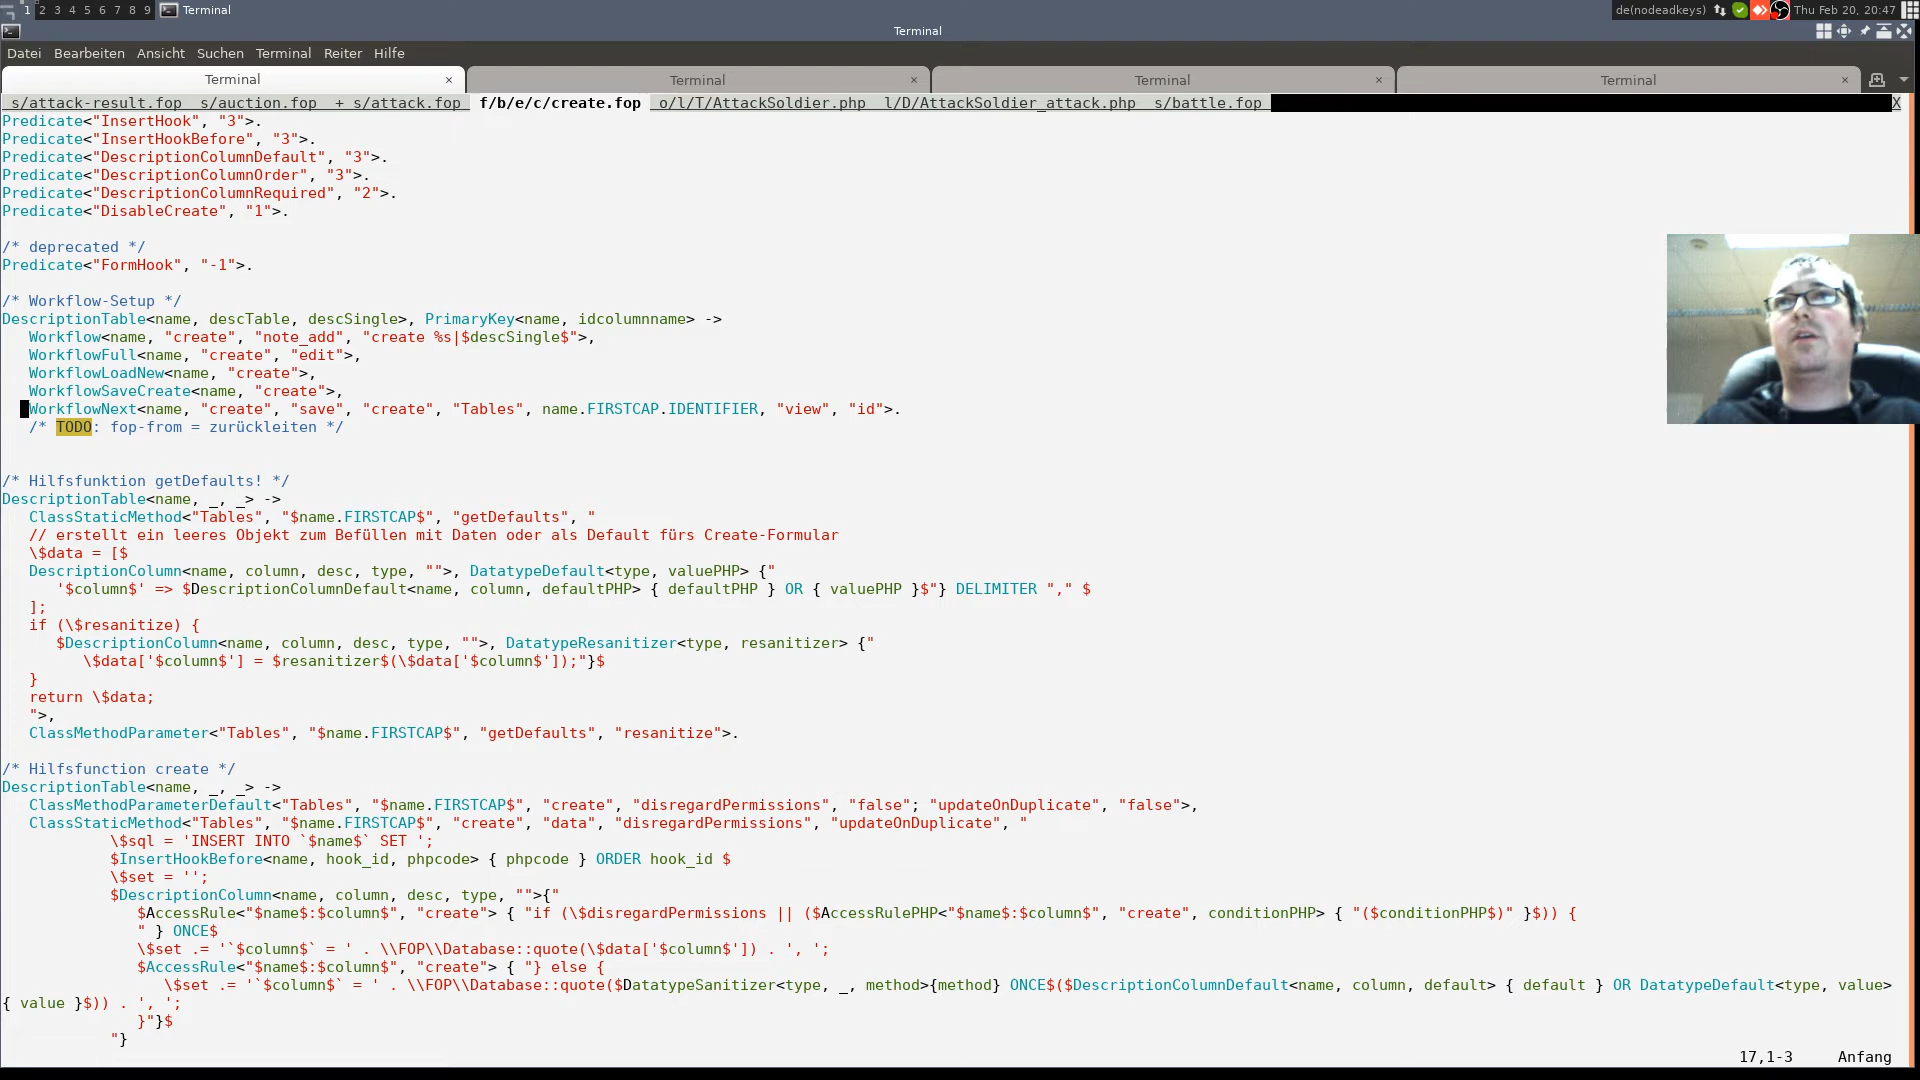 1 2 3 4 5 6 7 8 9 Terminal de(nodeadkeys) Thu Feb 20, 20:47
Terminal
Datei Bearbeiten Ansicht Suchen Terminal Reiter Hilfe
Terminal × Terminal × Terminal × Terminal ×
s/attack-result.fop s/auction.fop + s/attack.fop f/b/e/c/create.fop o/l/T/AttackSoldier.php l/D/AttackSoldier_attack.php s/battle.fop X
Predicate<"InsertHook", "3">.
Predicate<"InsertHookBefore", "3">.
Predicate<"DescriptionColumnDefault", "3">.
Predicate<"DescriptionColumnOrder", "3">.
Predicate<"DescriptionColumnRequired", "2">.
Predicate<"DisableCreate", "1">.
/* deprecated */
Predicate<"FormHook", "-1">.
/* Workflow-Setup */
DescriptionTable<name, descTable, descSingle>, PrimaryKey<name, idcolumnname> ->
Workflow<name, "create", "note_add", "create %s|$descSingle$">,
WorkflowFull<name, "create", "edit">,
WorkflowLoadNew<name, "create">,
WorkflowSaveCreate<name, "create">,
WorkflowNext<name, "create", "save", "create", "Tables", name.FIRSTCAP.IDENTIFIER, "view", "id">.
/* TODO: fop-from = zurückleiten */
/* Hilfsfunktion getDefaults! */
DescriptionTable<name, _, _> ->
ClassStaticMethod<"Tables", "$name.FIRSTCAP$", "getDefaults", "
// erstellt ein leeres Objekt zum Befüllen mit Daten oder als Default fürs Create-Formular
\$data = [$
DescriptionColumn<name, column, desc, type, "">, DatatypeDefault<type, valuePHP> {"
'$column$' => $DescriptionColumnDefault<name, column, defaultPHP> { defaultPHP } OR { valuePHP }$"} DELIMITER "," $
];
if (\$resanitize) {
$DescriptionColumn<name, column, desc, type, "">, DatatypeResanitizer<type, resanitizer> {"
\$data['$column$'] = $resanitizer$(\$data['$column$']);"}$
}
return \$data;
">,
ClassMethodParameter<"Tables", "$name.FIRSTCAP$", "getDefaults", "resanitize">.
/* Hilfsfunction create */
DescriptionTable<name, _, _> ->
ClassMethodParameterDefault<"Tables", "$name.FIRSTCAP$", "create", "disregardPermissions", "false"; "updateOnDuplicate", "false">,
ClassStaticMethod<"Tables", "$name.FIRSTCAP$", "create", "data", "disregardPermissions", "updateOnDuplicate", "
\$sql = 'INSERT INTO `$name$` SET ';
$InsertHookBefore<name, hook_id, phpcode> { phpcode } ORDER hook_id $
\$set = '';
$DescriptionColumn<name, column, desc, type, "">{"
$AccessRule<"$name$:$column$", "create"> { "if (\$disregardPermissions || ($AccessRulePHP<"$name$:$column$", "create", conditionPHP> { "($conditionPHP$)" }$)) {
" } ONCE$
\$set .= '`$column$` = ' . \\FOP\\Database::quote(\$data['$column$']) . ', ';
$AccessRule<"$name$:$column$", "create"> { "} else {
\$set .= '`$column$` = ' . \\FOP\\Database::quote($DatatypeSanitizer<type, _, method>{method} ONCE$($DescriptionColumnDefault<name, column, default> { default } OR DatatypeDefault<type, value>
{ value }$)) . ', ';
}"}$
"}
17,1-3 Anfang